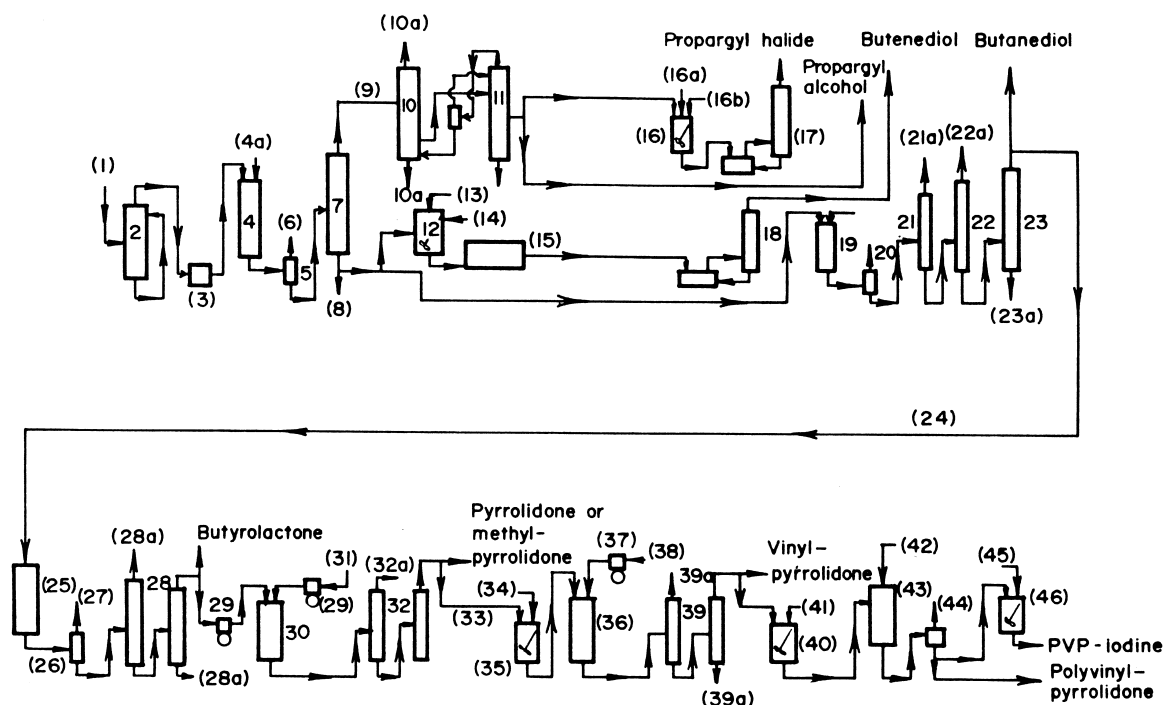 (10a)
Propargyl halide
Butenediol
Butanediol
Propargyl
alcohol
(16a)
(16b)
(9)
10
11
(16)
(17)
(4a)
(1)
(21a)
(22a)
10a
(13)
(14)
2
4
(6)
7
12
(15)
18
19
21
22
23
(3)
5
(8)
20
(23a)
(24)
Butyrolactone
Pyrrolidone or
methyl-
pyrrolidone
(28a)
(31)
(32a)
(37)
(38)
Vinyl-
pyrrolidone
(42)
(45)
(25)
(27)
28
29
(29)
32
(34)
39a
(41)
(43)
(44)
(46)
30
(33)
(36)
39
(40)
(26)
(28a)
(35)
(39a)
PVP-iodine
Polyvinyl-
pyrrolidone